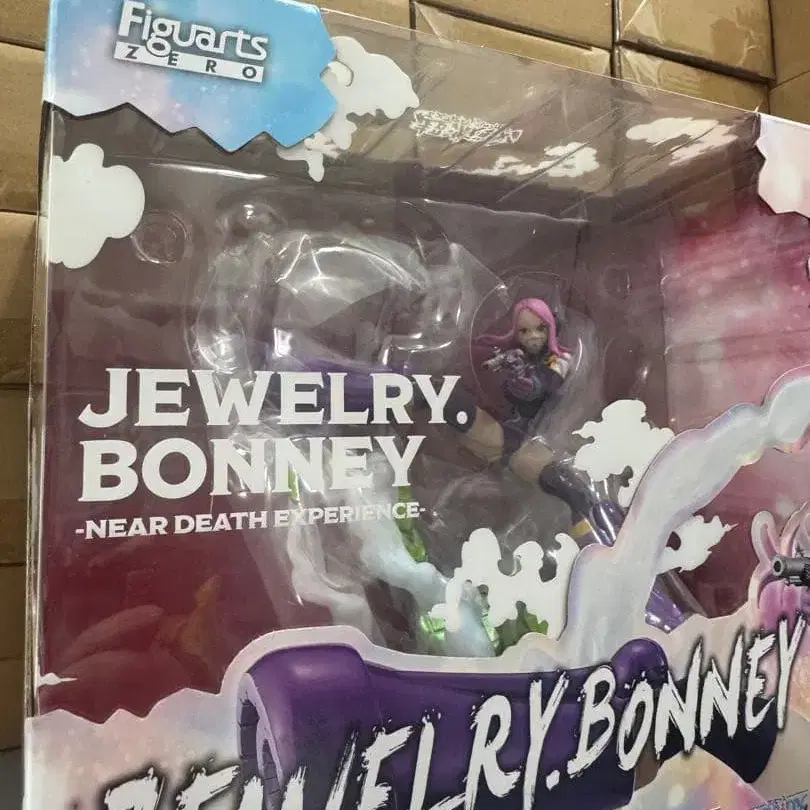 Figuarts
ZERO
JEWELRY.
BONNEY
-NEAR DEATH EXPERIENCE-
JEWELRY.BONNEY